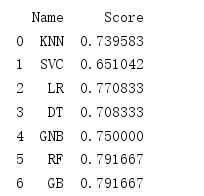 Name Score
0 KNN 0.739583
1 SVC 0.651042
2 LR 0.770833
3 DT 0.708333
4 GNB 0.750000
5 RF 0.791667
6 GB 0.791667